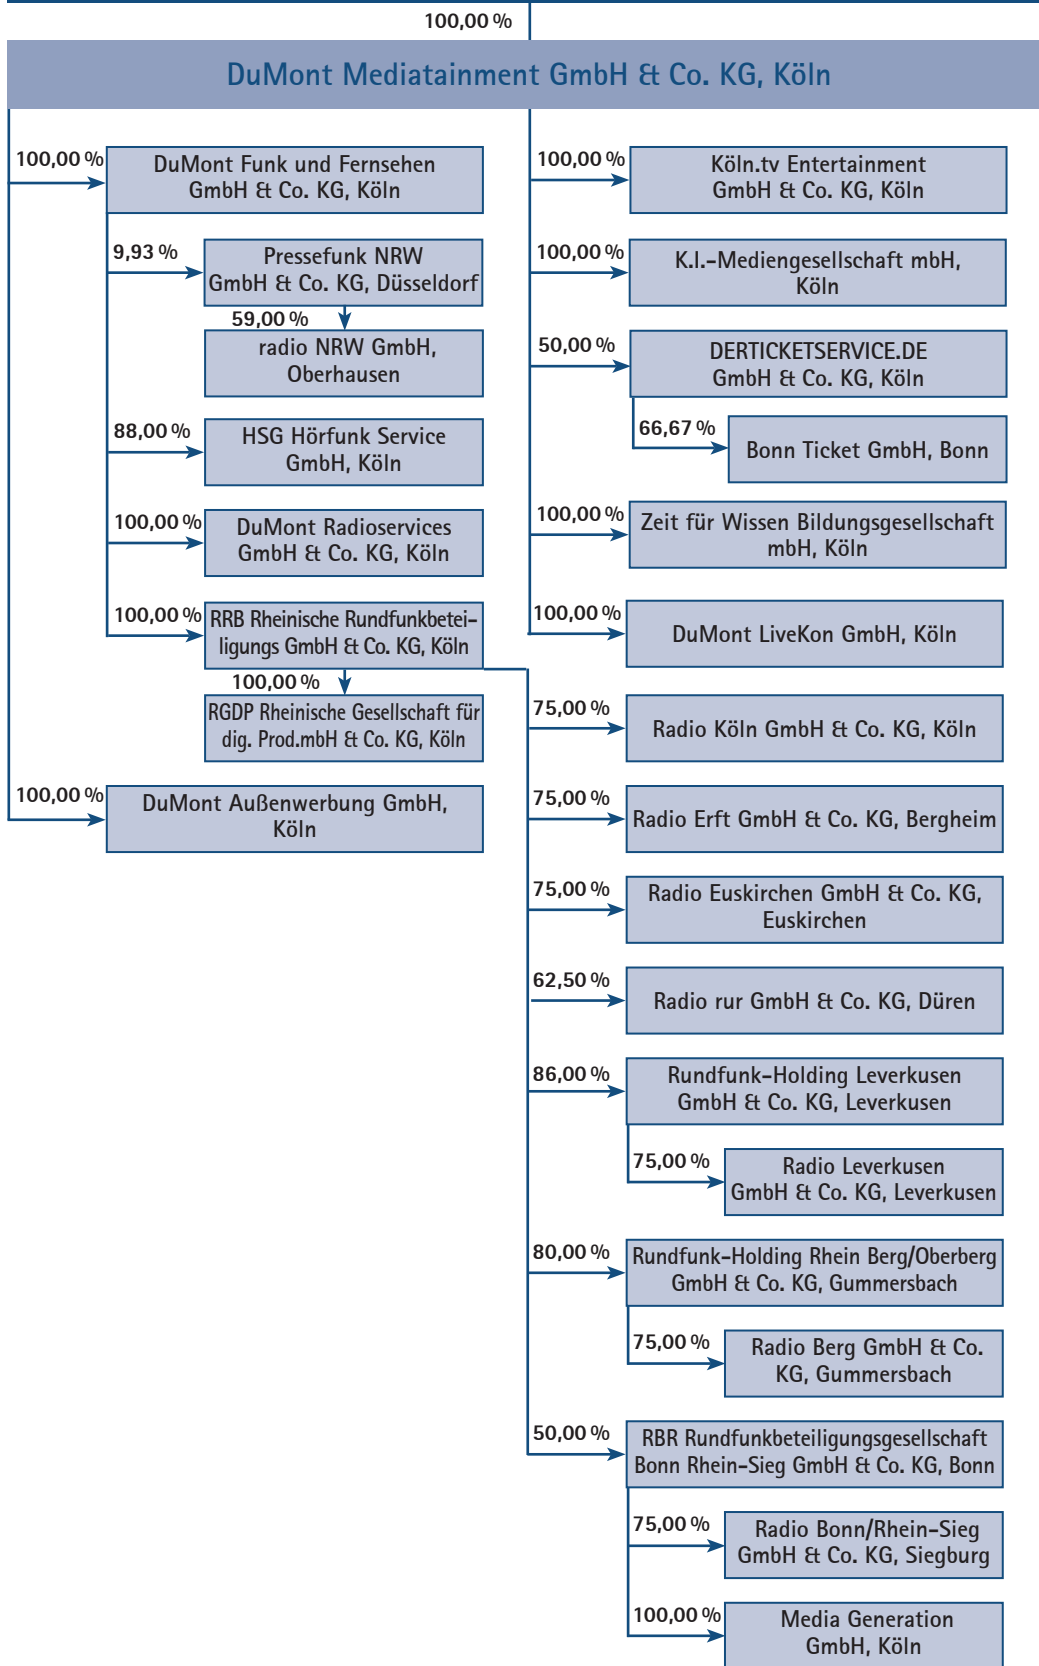 100,00 %
DuMont Mediatainment GmbH & Co. KG, Köln
100,00 %
DuMont Funk und Fernsehen
GmbH & Co. KG, Köln
9,93 %
Pressefunk NRW
GmbH & Co. KG, Düsseldorf
59,00 %
radio NRW GmbH,
Oberhausen
88,00 %
HSG Hörfunk Service
GmbH, Köln
100,00 %
DuMont Radioservices
GmbH & Co. KG, Köln
100,00 %
RRB Rheinische Rundfunkbetei-
ligungs GmbH & Co. KG, Köln
100,00 %
RGDP Rheinische Gesellschaft für
dig. Prod.mbH & Co. KG, Köln
100,00 %
DuMont Außenwerbung GmbH,
Köln
100,00 %
Köln.tv Entertainment
GmbH & Co. KG, Köln
100,00 %
K.I.-Mediengesellschaft mbH,
Köln
50,00 %
DERTICKETSERVICE.DE
GmbH & Co. KG, Köln
66,67 %
Bonn Ticket GmbH, Bonn
100,00 %
Zeit für Wissen Bildungsgesellschaft
mbH, Köln
100,00 %
DuMont LiveKon GmbH, Köln
75,00 %
Radio Köln GmbH & Co. KG, Köln
75,00 %
Radio Erft GmbH & Co. KG, Bergheim
75,00 %
Radio Euskirchen GmbH & Co. KG,
Euskirchen
62,50 %
Radio rur GmbH & Co. KG, Düren
86,00 %
Rundfunk-Holding Leverkusen
GmbH & Co. KG, Leverkusen
75,00 %
Radio Leverkusen
GmbH & Co. KG, Leverkusen
80,00 %
Rundfunk-Holding Rhein Berg/Oberberg
GmbH & Co. KG, Gummersbach
75,00 %
Radio Berg GmbH & Co.
KG, Gummersbach
50,00 %
RBR Rundfunkbeteiligungsgesellschaft
Bonn Rhein-Sieg GmbH & Co. KG, Bonn
75,00 %
Radio Bonn/Rhein-Sieg
GmbH & Co. KG, Siegburg
100,00 %
Media Generation
GmbH, Köln